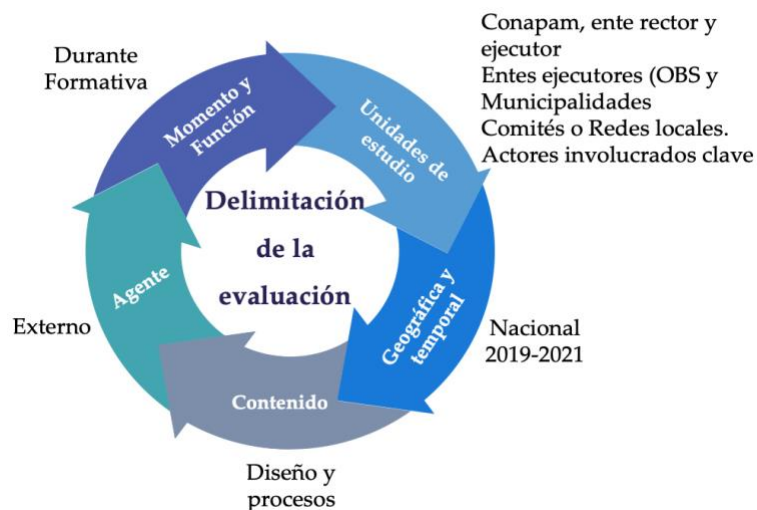 Durante
Formativa
Momento y
Función
Conapam, ente rector y
ejecutor
Entes ejecutores (OBS y
Municipalidades
Comités o Redes locales.
Actores involucrados clave
Unidades de
estudio
Delimitación
de la
evaluación
Geográfica y
temporal
Nacional
2019-2021
Contenido
Diseño y
procesos
Agente
Externo